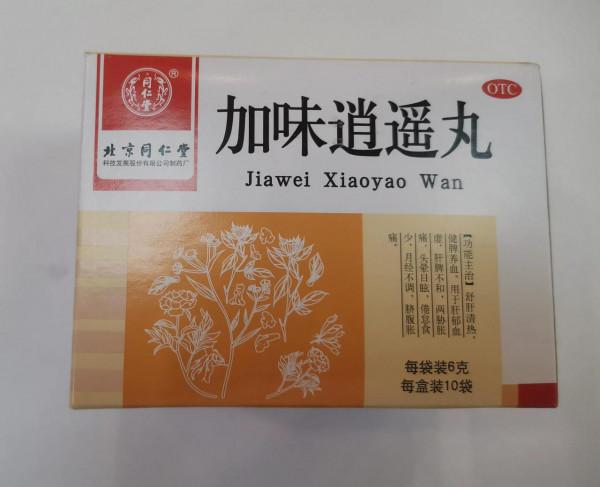 同仁堂
®
北京同仁堂
科技发展股份有限公司制药厂
OTC
加味逍遥丸
Jiawei Xiaoyao Wan
【功能主治】舒肝清热，
健脾养血。用于肝郁血
虚，肝脾不和，两胁胀
痛，头晕目眩，倦怠食
少，月经不调，脐腹胀
痛。
每袋装6克
每盒装10袋